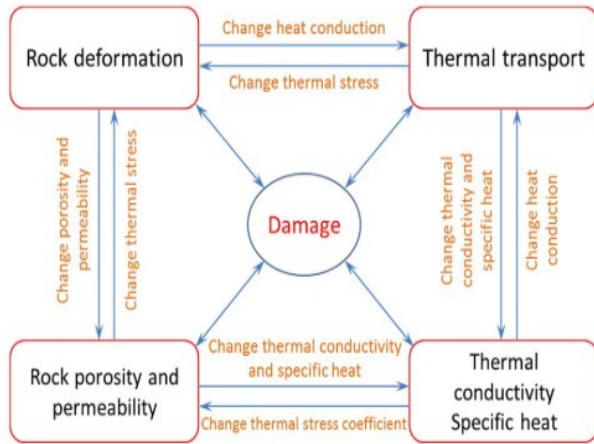 Change heat conduction
Rock deformation
Thermal transport
Change thermal stress
Change porosity and
permeability
Change thermal stress
Damage
Change thermal
conductivity and
specific heat
Change heat
conduction
Rock porosity and
permeability
Change thermal conductivity
and specific heat
Change thermal stress coefficient
Thermal
conductivity
Specific heat